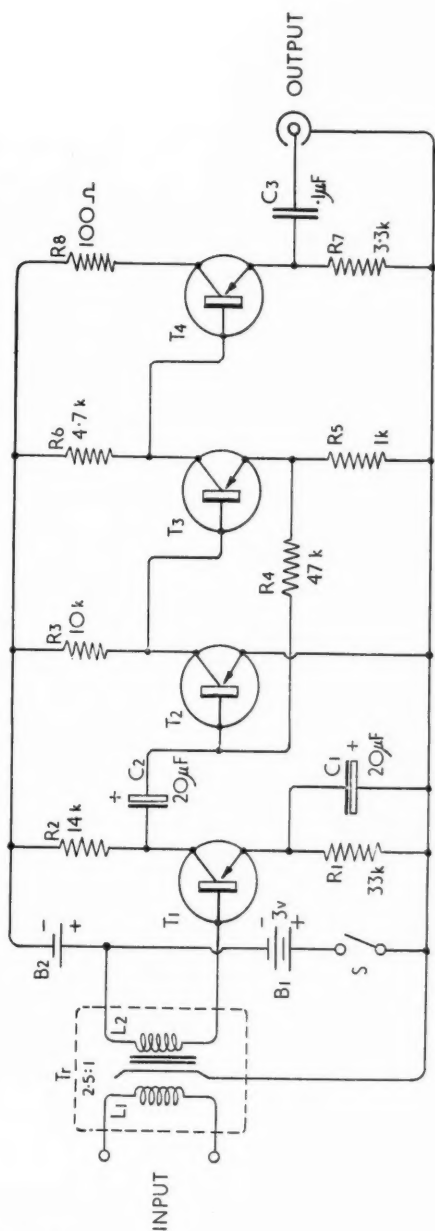 INPUT
Tr
2·5:1
L1
L2
B2
-
+
B1
-
3v
+
S
R2
14k
T1
R1
33k
C1
+
20µF
C2
+
20µF
R3
10k
T2
R4
47k
R6
4·7k
T3
R5
1k
R8
100Ω
T4
C3
·1µF
R7
3·3k
OUTPUT